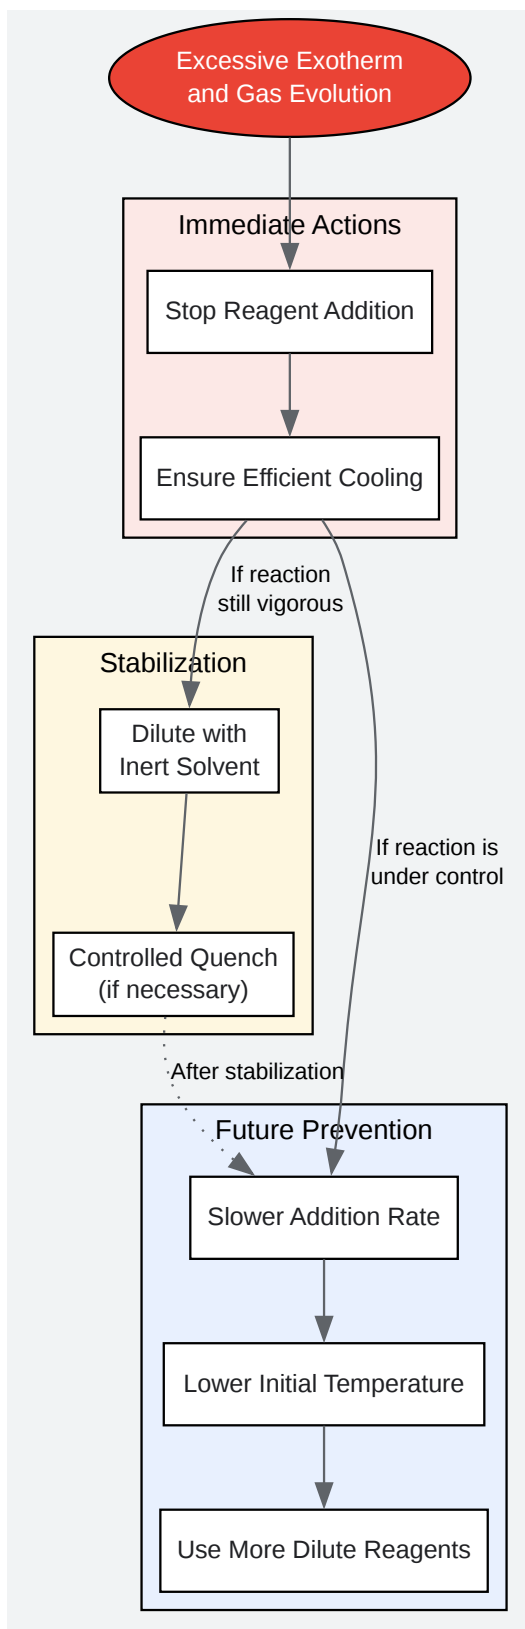 Excessive Exotherm
and Gas Evolution
Immediate Actions
Stop Reagent Addition
Ensure Efficient Cooling
If reaction
still vigorous
Stabilization
Dilute with
Inert Solvent
If reaction is
under control
Controlled Quench
(if necessary)
After stabilization
Future Prevention
Slower Addition Rate
Lower Initial Temperature
Use More Dilute Reagents